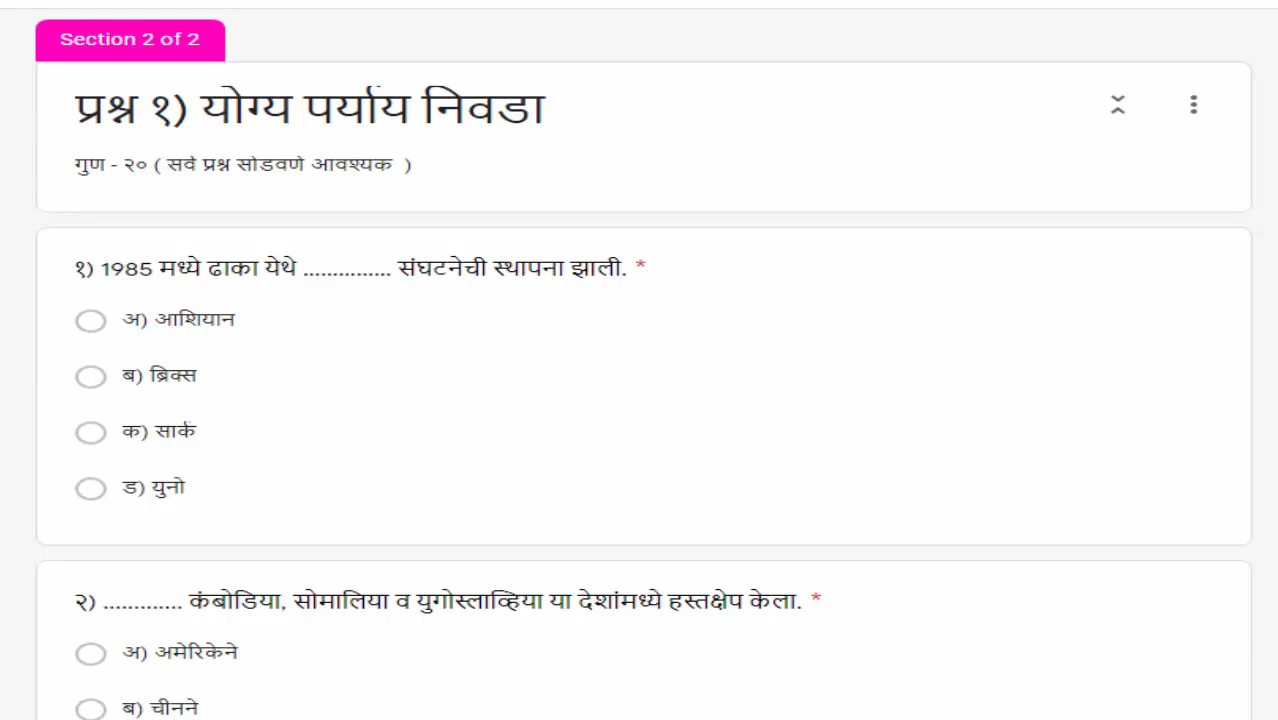 Section 2 of 2
प्रश्न १) योग्य पर्याय निवडा
गुण - २० ( सर्व प्रश्न सोडवणे आवश्यक )
१) 1985 मध्ये ढाका येथे ............... संघटनेची स्थापना झाली. *
अ) आशियान
ब) ब्रिक्स
क) सार्क
ड) युनो
२) ............. कंबोडिया, सोमालिया व युगोस्लाव्हिया या देशांमध्ये हस्तक्षेप केला. *
अ) अमेरिकेने
ब) चीनने